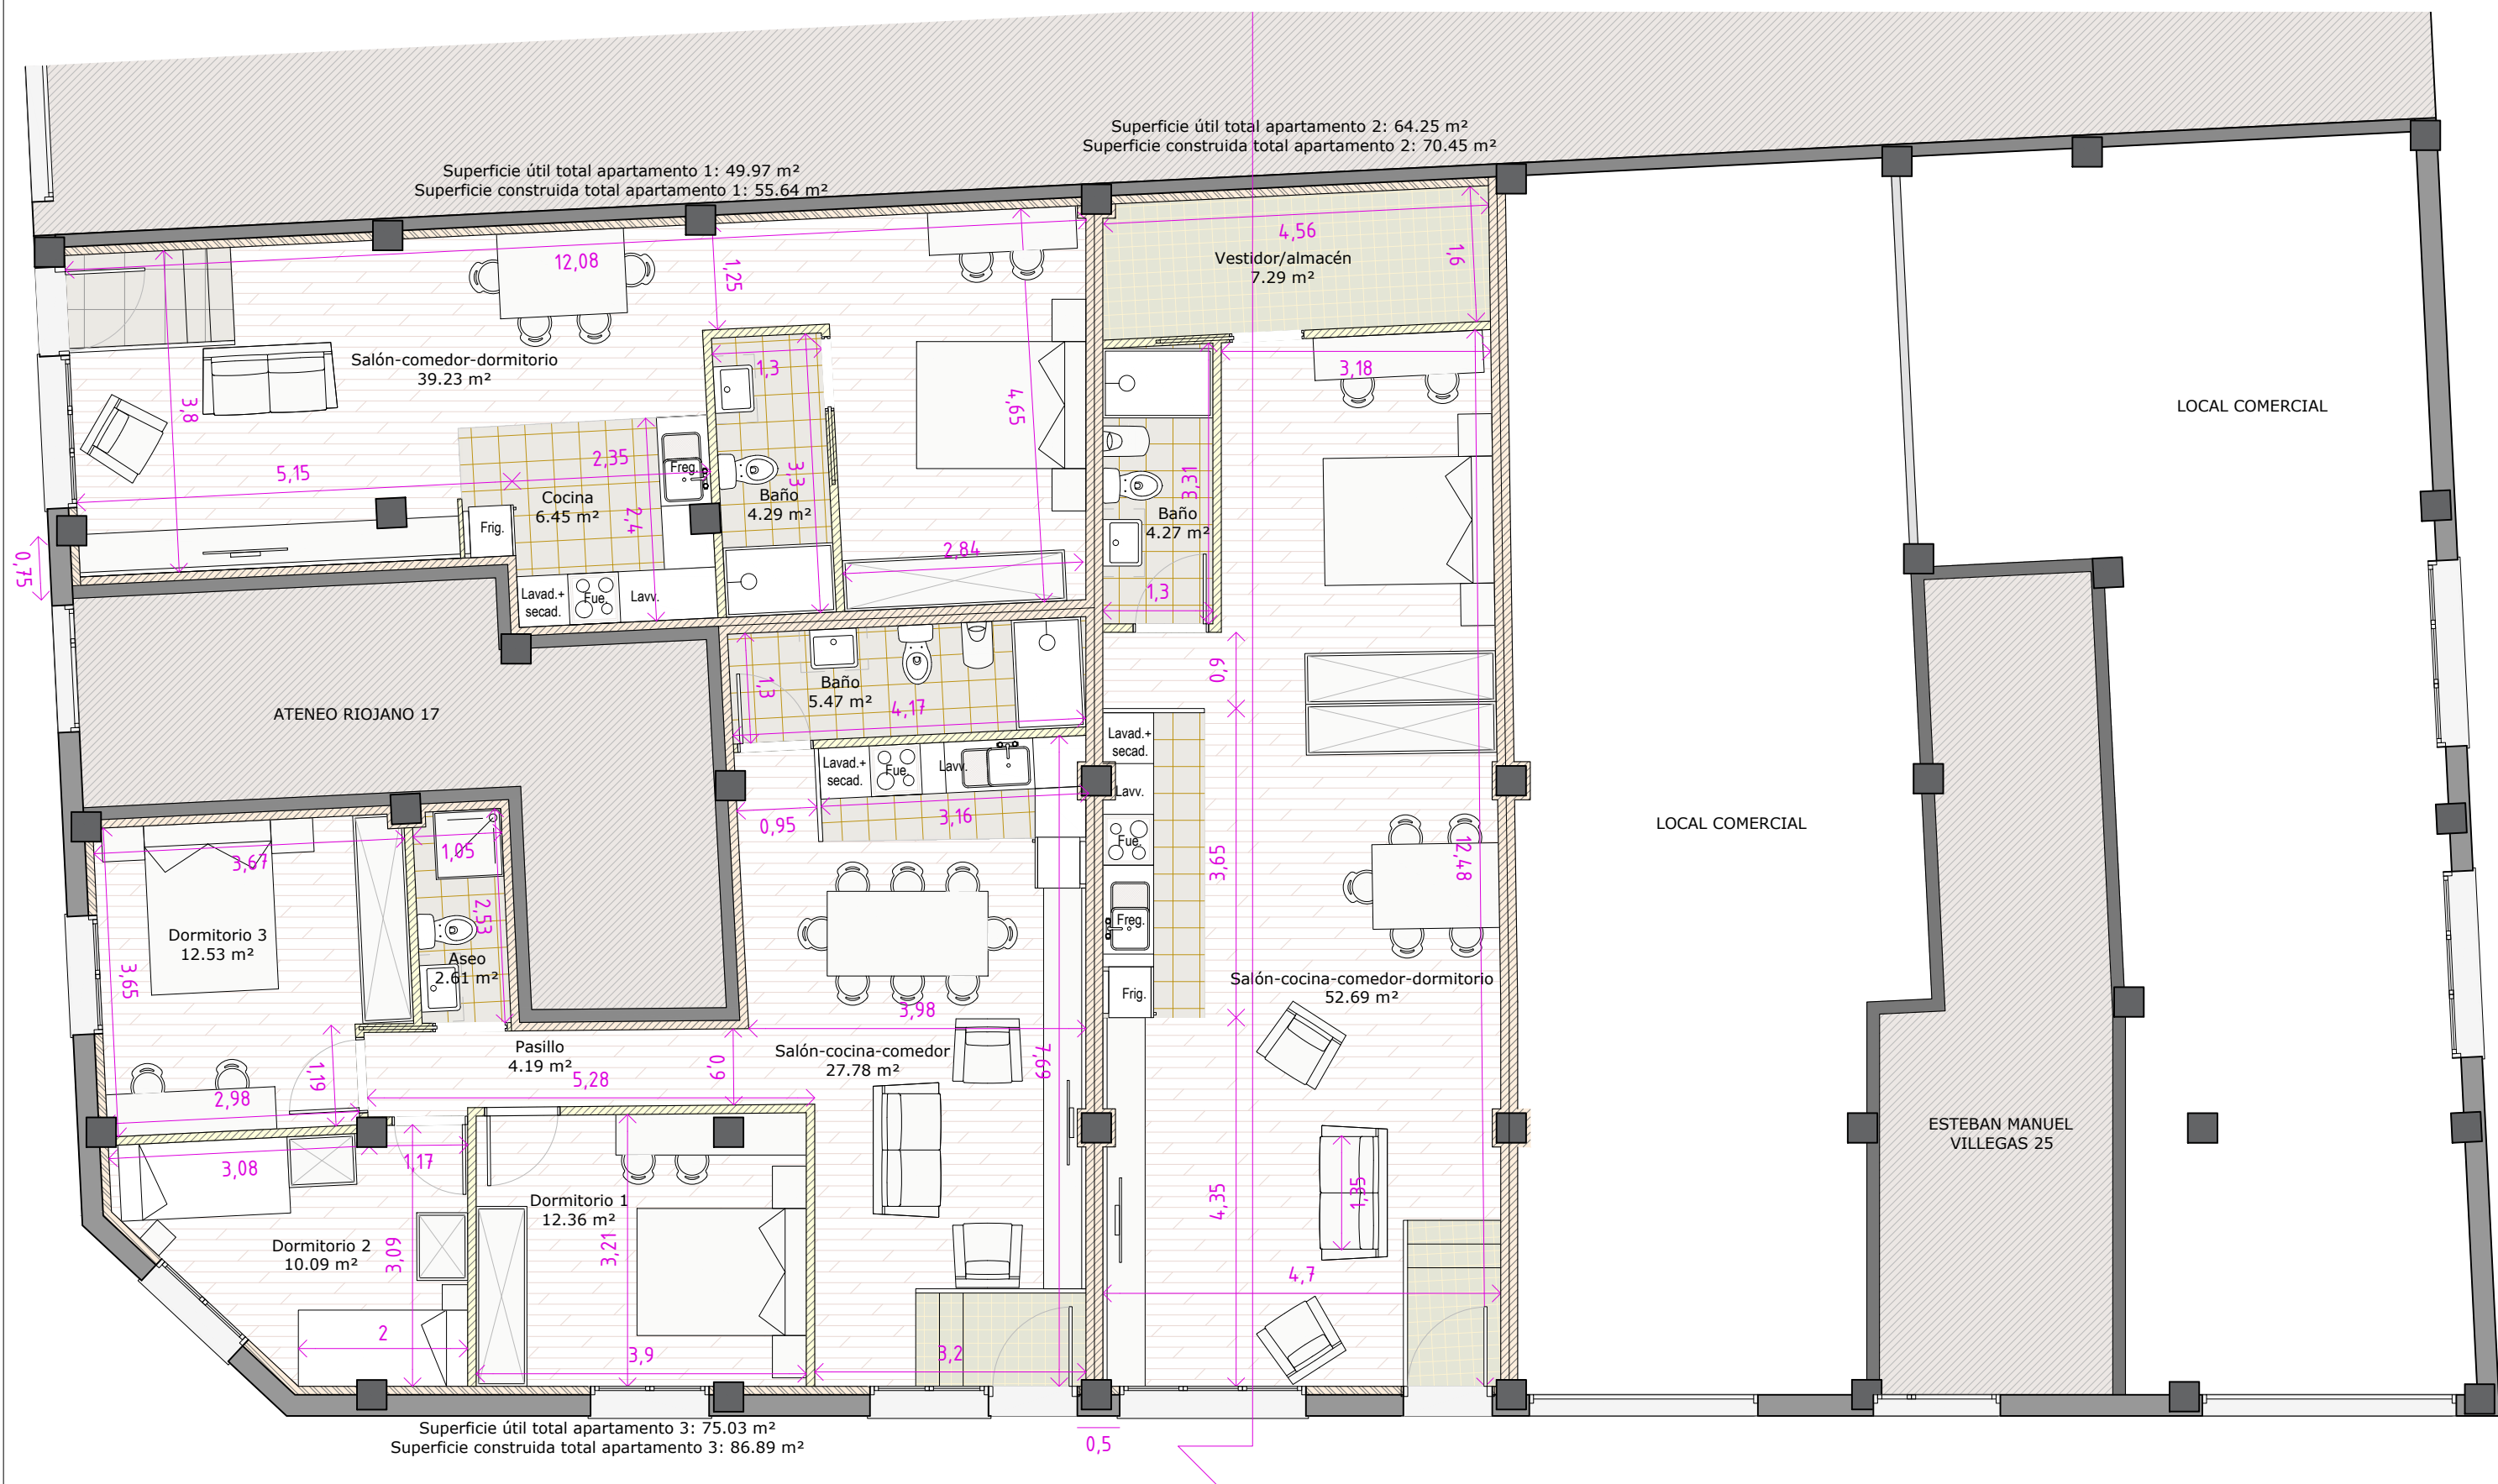 Superficie útil total apartamento 2: 64.25 m²
Superficie construida total apartamento 2: 70.45 m²
Superficie útil total apartamento 1: 49.97 m²
Superficie construida total apartamento 1: 55.64 m²
4,56
1,6
Vestidor/almacén
7.29 m²
12,08
1,25
Salón-comedor-dormitorio
39.23 m²
1,3
3,18
3,8
4,65
LOCAL COMERCIAL
5,15
2,35
Freg.
3,3
3,31
Cocina
6.45 m²
Baño
4.29 m²
Baño
4.27 m²
Frig.
2,4
2,84
0,75
Lavad.+
secad.
Fue.
Lavv.
1,3
0,9
Baño
5.47 m²
1,3
4,17
ATENEO RIOJANO 17
Lavad.+
secad.
Lavad.+
secad.
Fue.
Lavv.
Lavv.
0,95
3,16
LOCAL COMERCIAL
Fue.
3,65
12,48
3,67
1,05
2,53
Freg.
Dormitorio 3
12.53 m²
Aseo
2.61 m²
3,65
Frig.
Salón-cocina-comedor-dormitorio
52.69 m²
3,98
Pasillo
4.19 m²
Salón-cocina-comedor
27.78 m²
7,69
1,19
5,28
0,9
2,98
3,08
1,17
ESTEBAN MANUEL
VILLEGAS 25
Dormitorio 1
12.36 m²
4,35
1,35
Dormitorio 2
10.09 m²
3,09
3,21
4,7
2
3,9
3,2
Superficie útil total apartamento 3: 75.03 m²
Superficie construida total apartamento 3: 86.89 m²
0,5